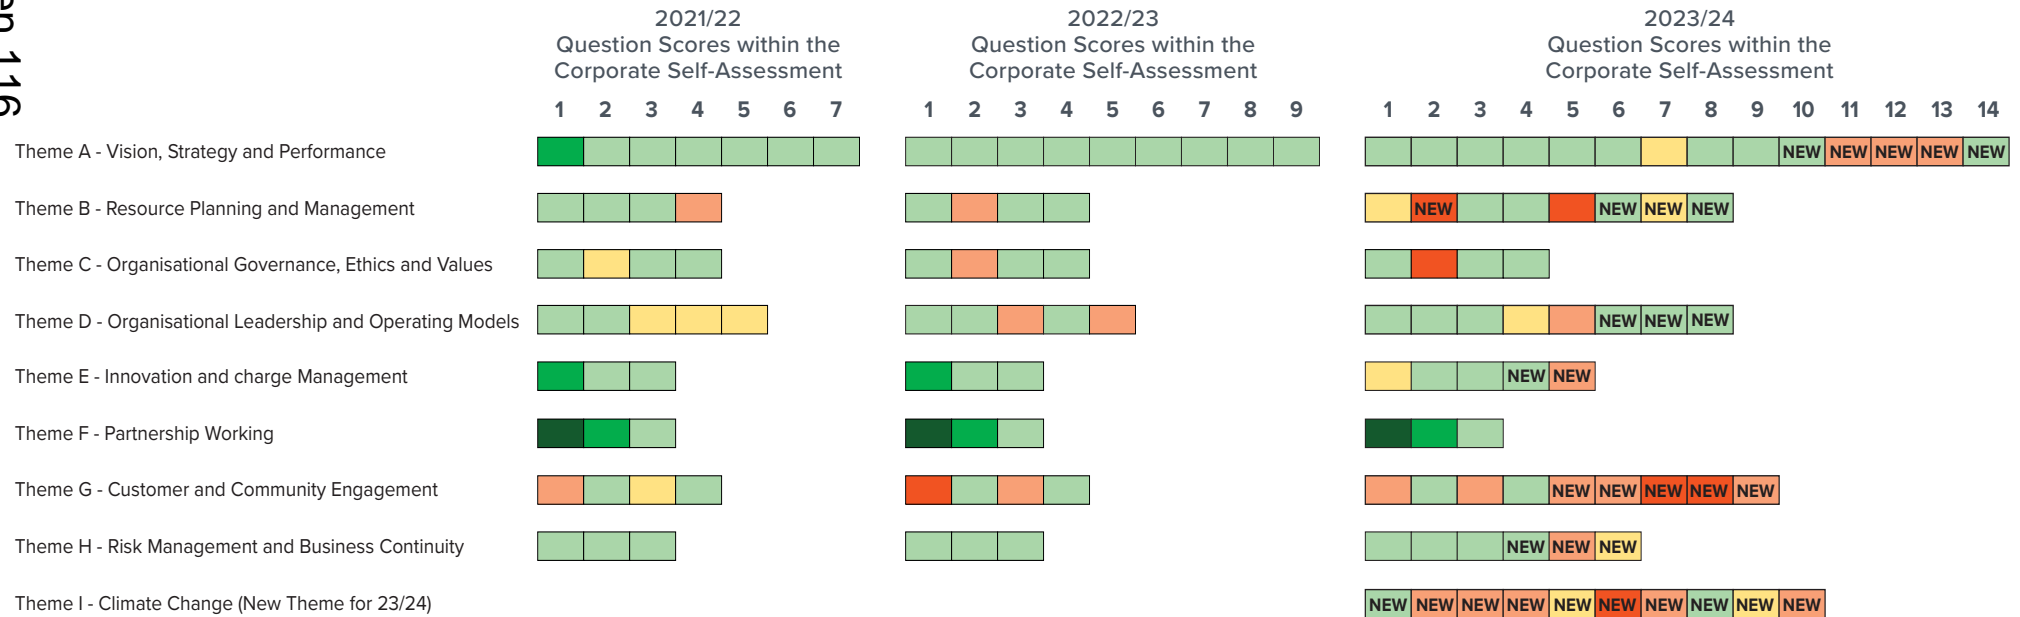 en 116
2021/22
Question Scores within the
Corporate Self-Assessment
2022/23
Question Scores within the
Corporate Self-Assessment
2023/24
Question Scores within the
Corporate Self-Assessment
1 2 3 4 5 6 7
1 2 3 4 5 6 7 8 9
1 2 3 4 5 6 7 8 9 10 11 12 13 14
Theme A - Vision, Strategy and Performance
NEW NEW NEW NEW NEW
Theme B - Resource Planning and Management
NEW NEW NEW NEW
Theme C - Organisational Governance, Ethics and Values
Theme D - Organisational Leadership and Operating Models
NEW NEW NEW
Theme E - Innovation and charge Management
NEW NEW
Theme F - Partnership Working
Theme G - Customer and Community Engagement
NEW NEW NEW NEW NEW
Theme H - Risk Management and Business Continuity
NEW NEW NEW
Theme I - Climate Change (New Theme for 23/24)
NEW NEW NEW NEW NEW NEW NEW NEW NEW NEW